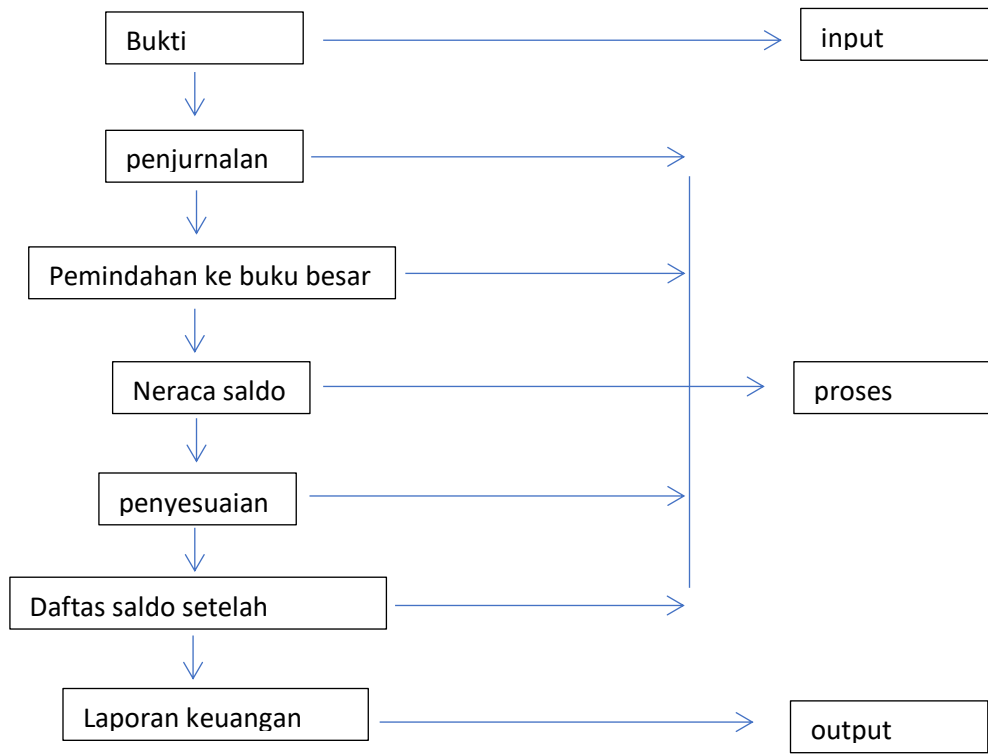 Bukti
input
penjurnalan
Pemindahan ke buku besar
Neraca saldo
proses
penyesuaian
Daftas saldo setelah
Laporan keuangan
output